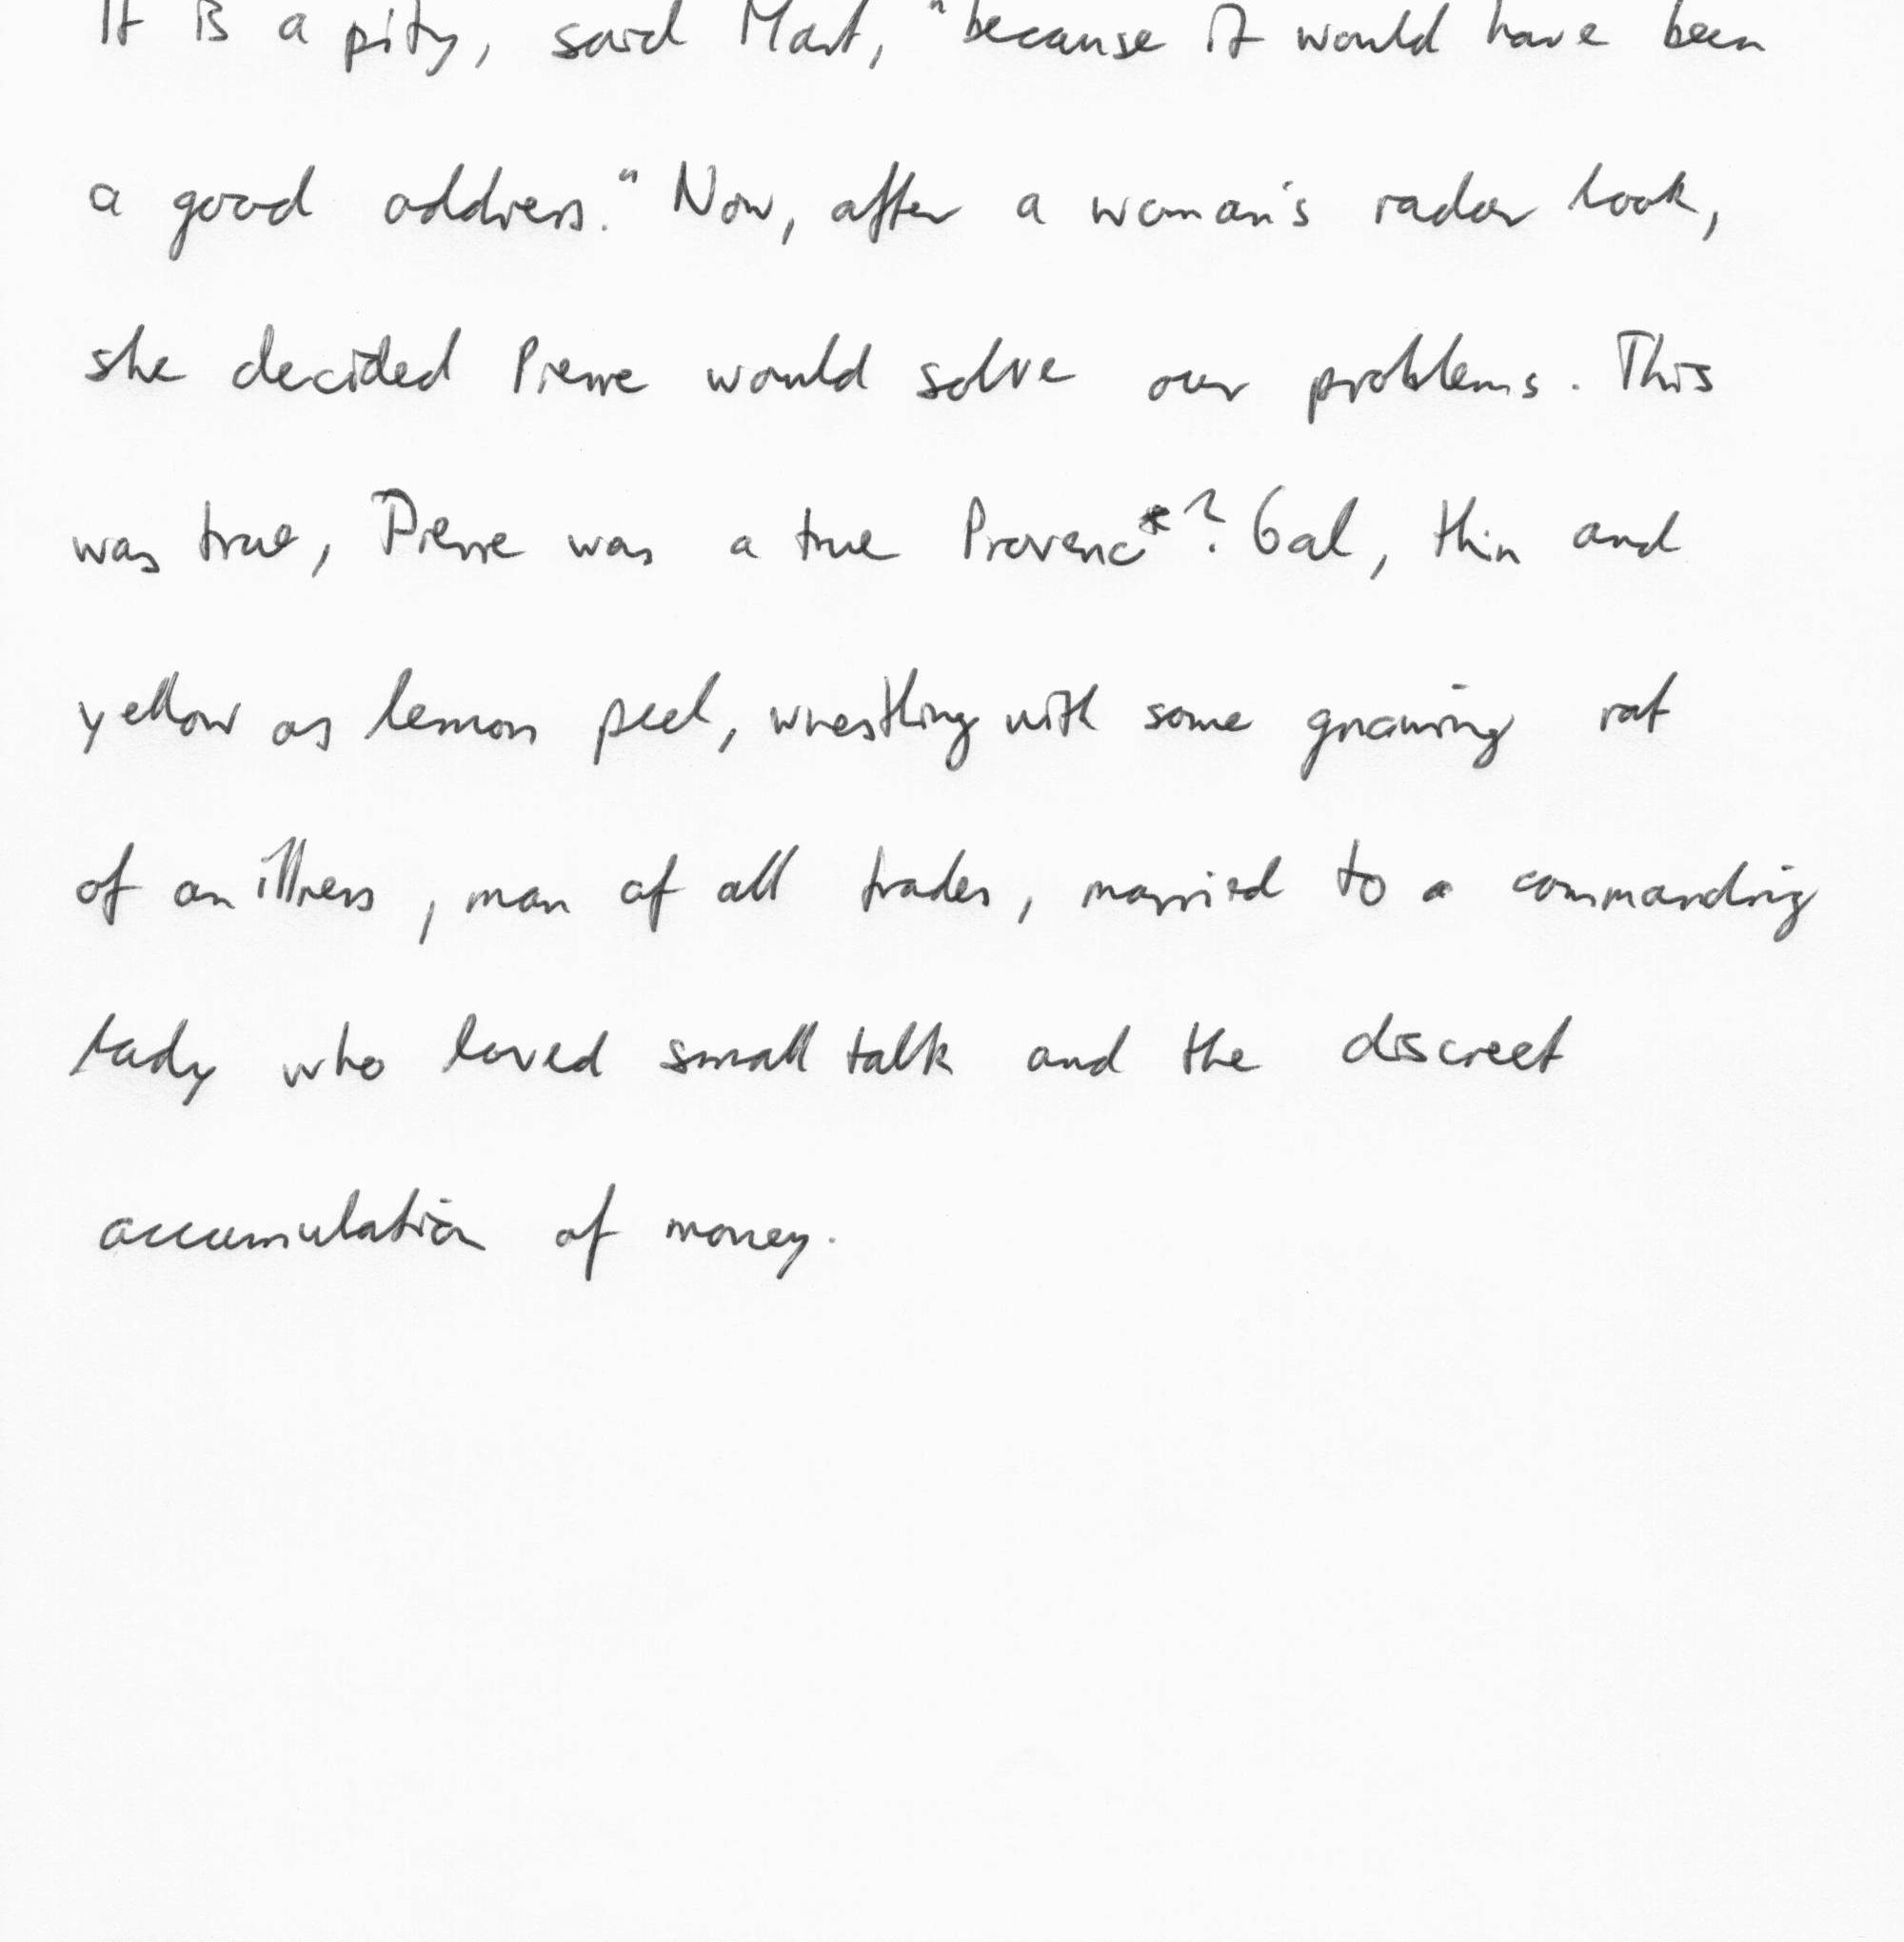 It is a pity, said Mart, "because it would have been
a good address." Now, after a woman's radar look,
she decided Pierre would solve our problems. This
was true, Pierre was a true Provenc*? Gal, thin and
yellow as lemon peel, wrestling with some gnawing rat
of an illness, man of all trades, married to a commanding
lady who loved small talk and the discreet
accumulation of money.